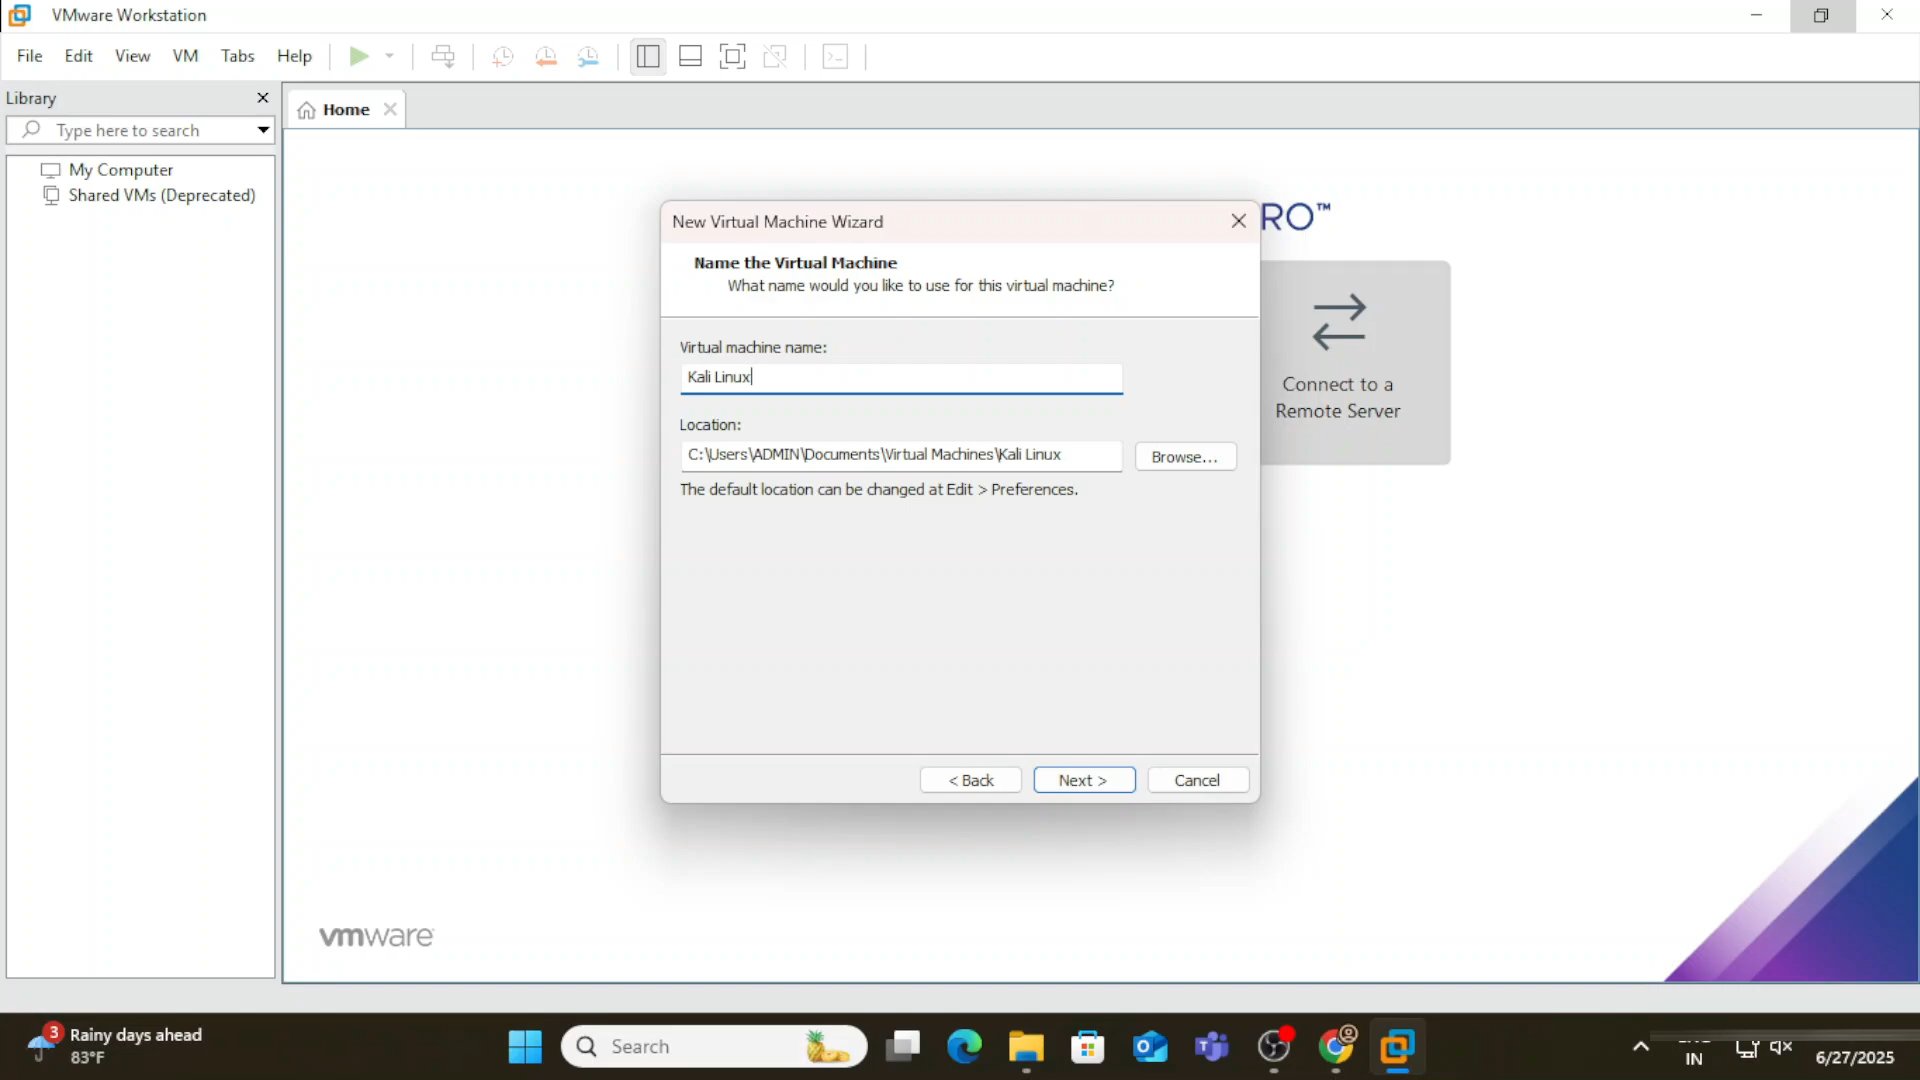 VMware Workstation
File Edit View VM Tabs Help
Library
Home
Type here to search
My Computer
Shared VMs (Deprecated)
New Virtual Machine Wizard
RO™
Name the Virtual Machine
What name would you like to use for this virtual machine?
Virtual machine name:
Kali Linux
Connect to a
Remote Server
Location:
C:\Users\ADMIN\Documents\Virtual Machines\Kali Linux
Browse...
The default location can be changed at Edit > Preferences.
< Back Next > Cancel
vmware
3
Rainy days ahead
83°F
Search
IN
6/27/2025